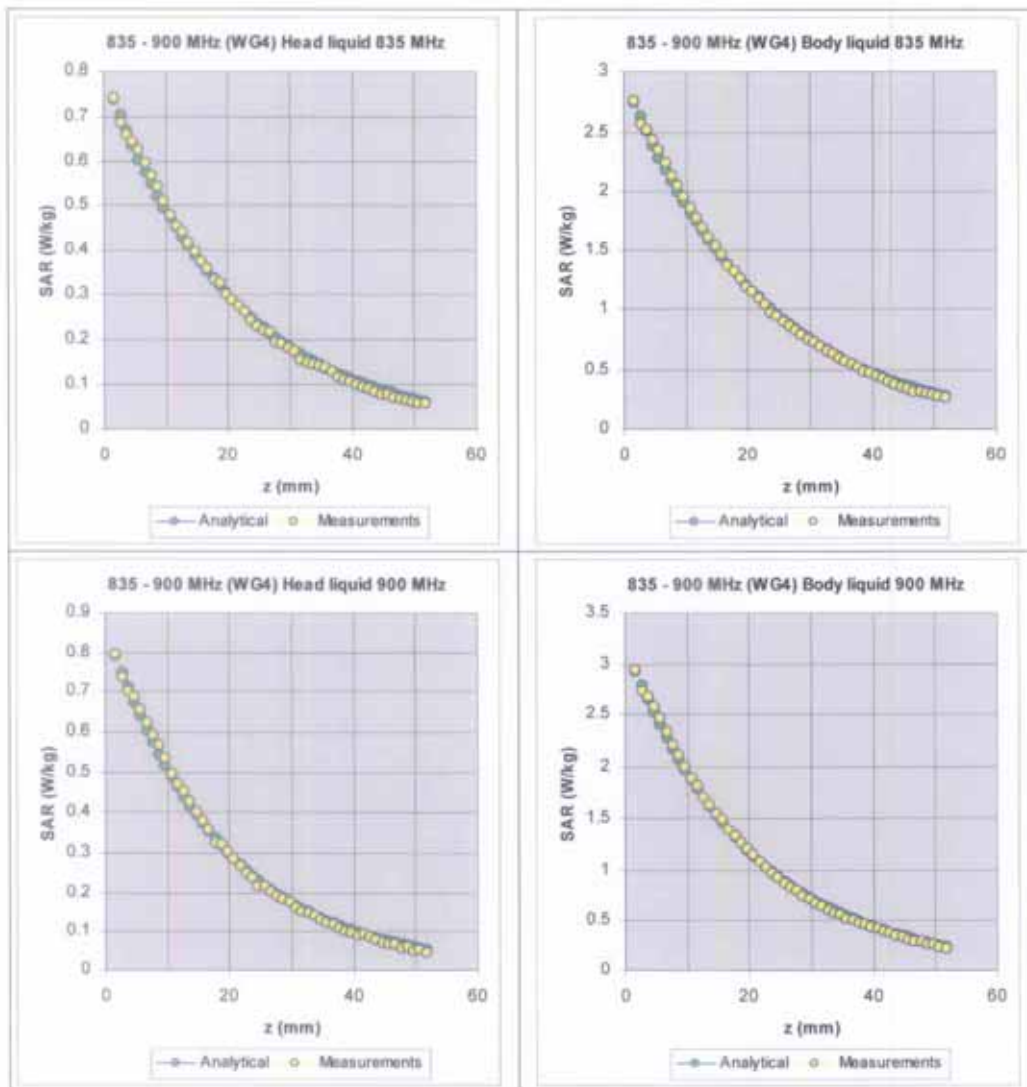 835 - 900 MHz (WG4) Head liquid 835 MHz
0.8
0.7
0.6
0.5
0.4
0.3
0.2
0.1
0
SAR (W/kg)
0 20 40 60
z (mm)
Analytical Measurements
835 - 900 MHz (WG4) Body liquid 835 MHz
3
2.5
2
1.5
1
0.5
0
SAR (W/kg)
0 20 40 60
z (mm)
Analytical Measurements
835 - 900 MHz (WG4) Head liquid 900 MHz
0.9
0.8
0.7
0.6
0.5
0.4
0.3
0.2
0.1
0
SAR (W/kg)
0 20 40 60
z (mm)
Analytical Measurements
835 - 900 MHz (WG4) Body liquid 900 MHz
3.5
3
2.5
2
1.5
1
0.5
0
SAR (W/kg)
0 20 40 60
z (mm)
Analytical Measurements